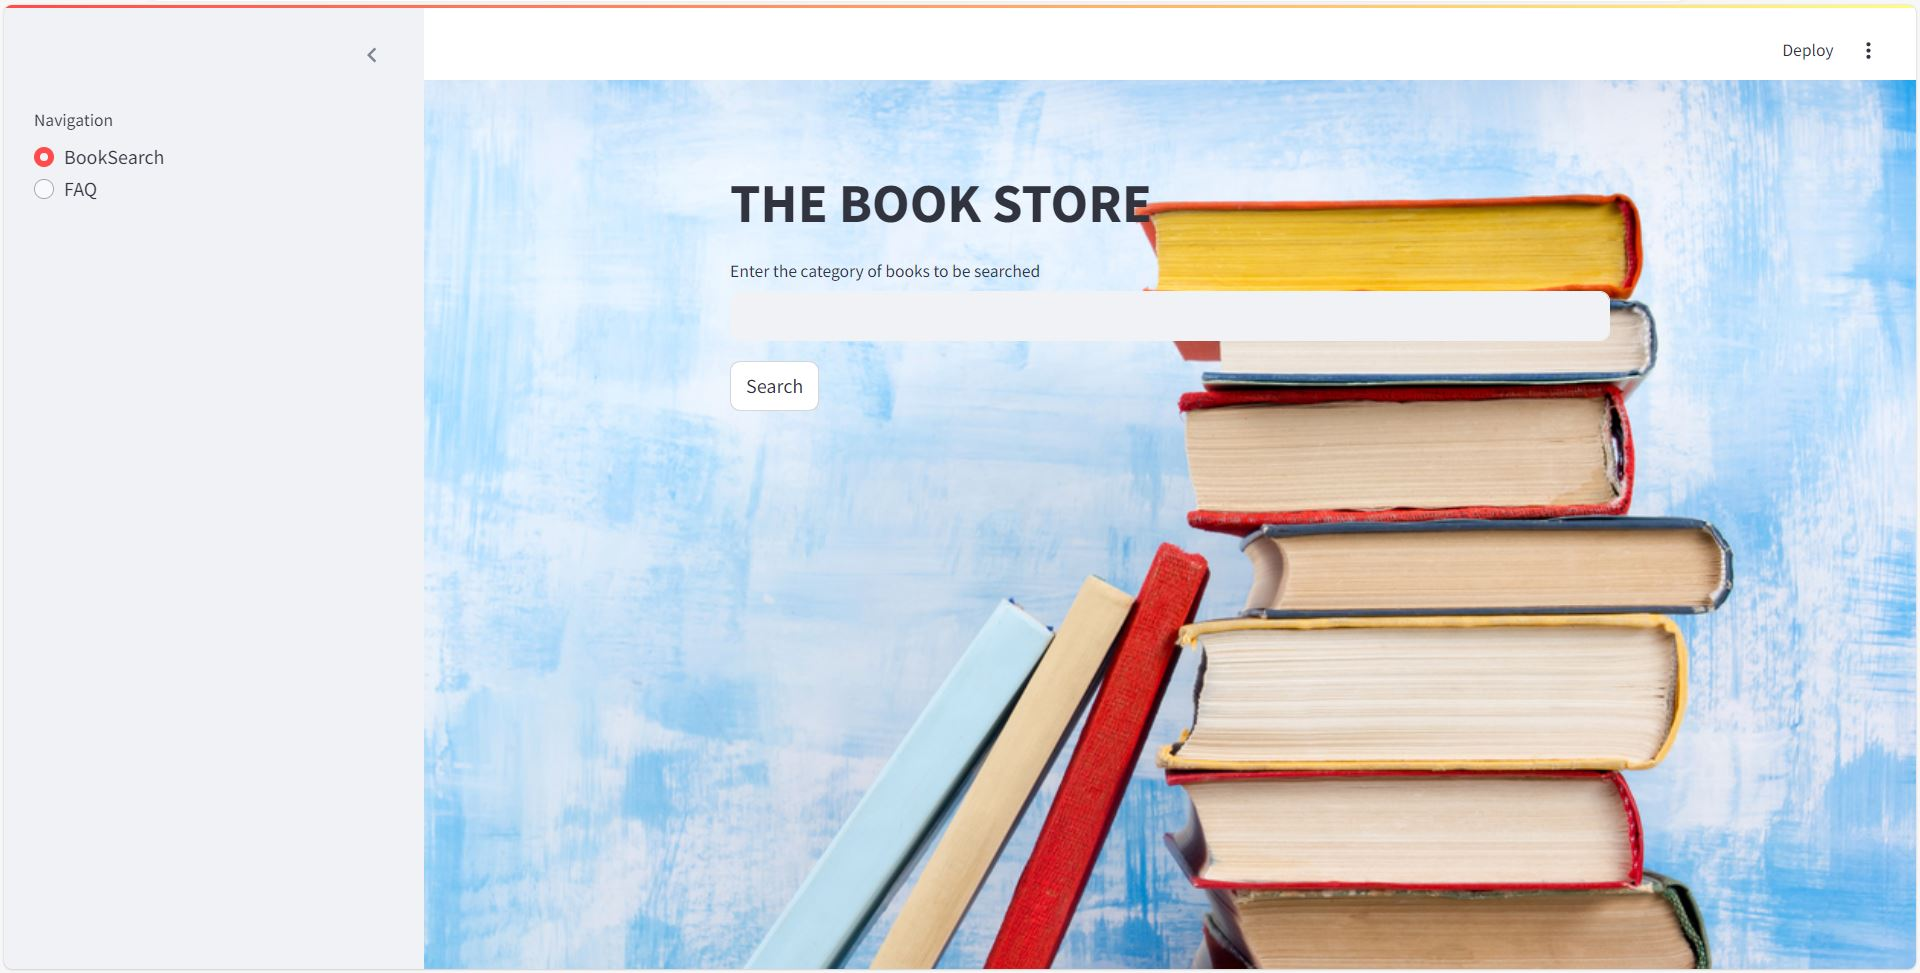 Deploy
Navigation
BookSearch
FAQ
THE BOOK STORE
Enter the category of books to be searched
Search